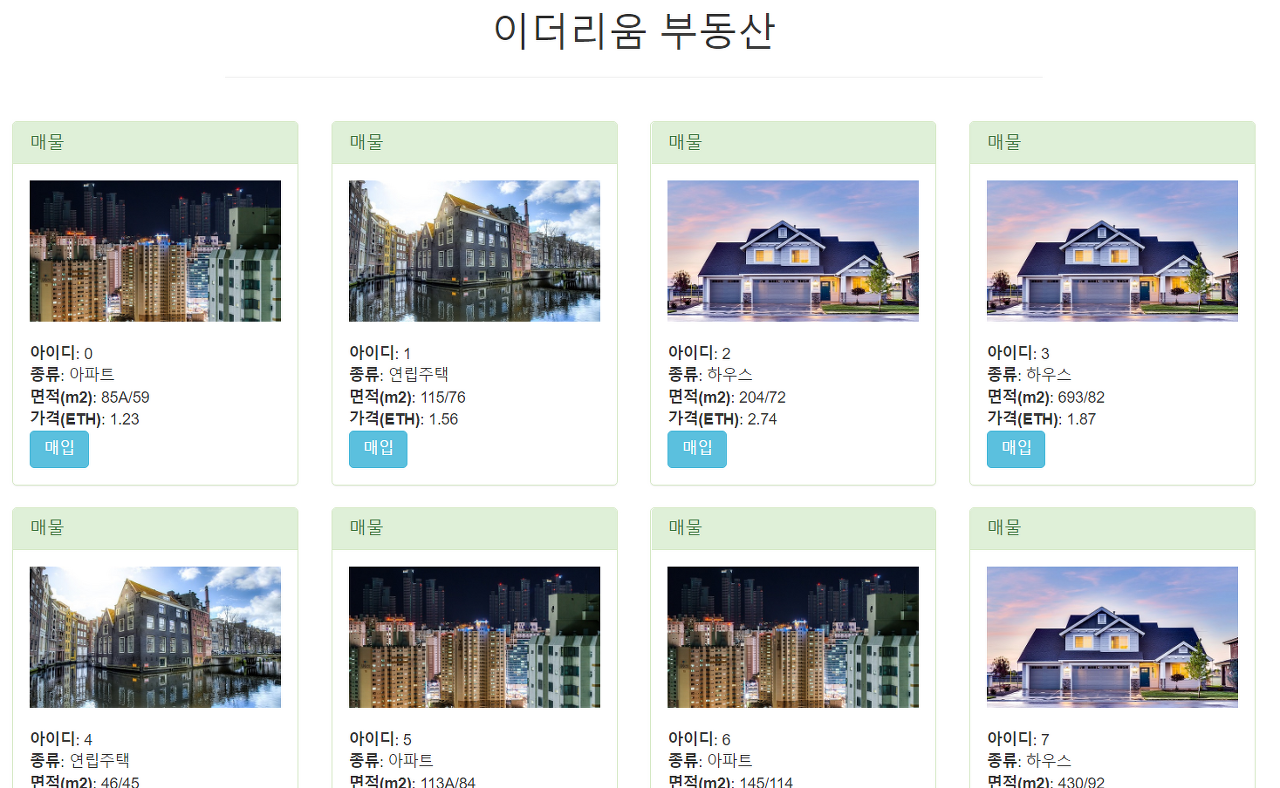 이더리움 부동산
매물
매물
매물
매물
아이디: 0
종류: 아파트
면적(m2): 85A/59
가격(ETH): 1.23
매입
아이디: 1
종류: 연립주택
면적(m2): 115/76
가격(ETH): 1.56
매입
아이디: 2
종류: 하우스
면적(m2): 204/72
가격(ETH): 2.74
매입
아이디: 3
종류: 하우스
면적(m2): 693/82
가격(ETH): 1.87
매입
매물
매물
매물
매물
아이디: 4
종류: 연립주택
면적(m2): 46/45
아이디: 5
종류: 아파트
면적(m2): 113A/84
아이디: 6
종류: 아파트
면적(m2): 145/114
아이디: 7
종류: 하우스
면적(m2): 430/92